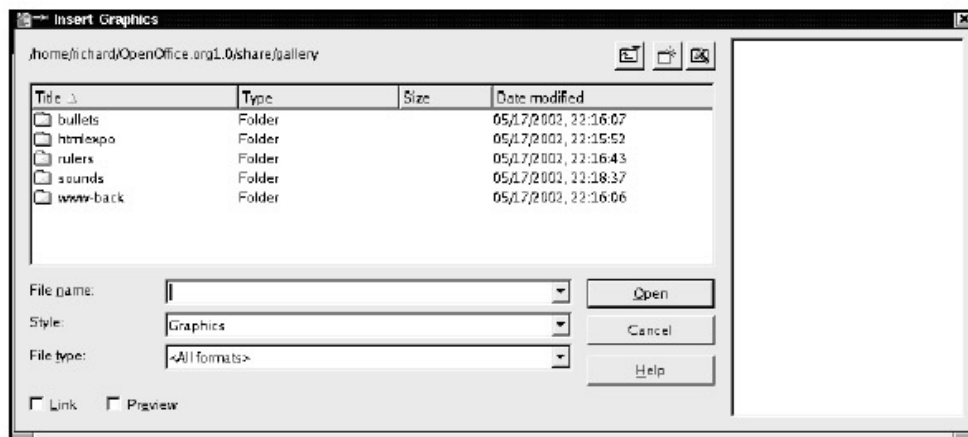 Insert Graphics
/home/richard/OpenOffice.org1.0/share/gallery
Title Type Size Date modified
bullets Folder 05/17/2002, 22:16:07
htmlexpo Folder 05/17/2002, 22:15:52
rulers Folder 05/17/2002, 22:16:43
sounds Folder 05/17/2002, 22:18:37
www-back Folder 05/17/2002, 22:16:06
File name: Open
Style: Graphics Cancel
File type: <All formats> Help
Link Preview